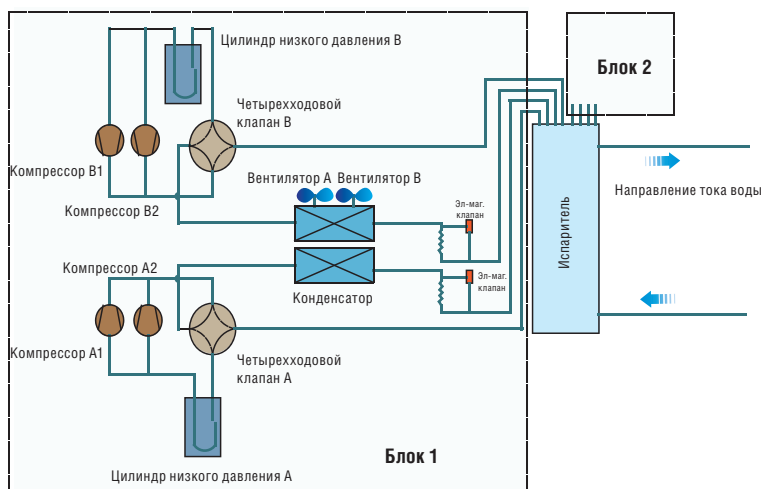 Цилиндр низкого давления В
Блок 2
Четырехходовой
клапан В
Компрессор В1
Вентилятор А Вентилятор В
Компрессор В2
Эл-маг.
клапан
Направление тока воды
Испаритель
Компрессор А2
Эл-маг.
клапан
Конденсатор
Компрессор А1
Четырехходовой
клапан А
Блок 1
Цилиндр низкого давления А